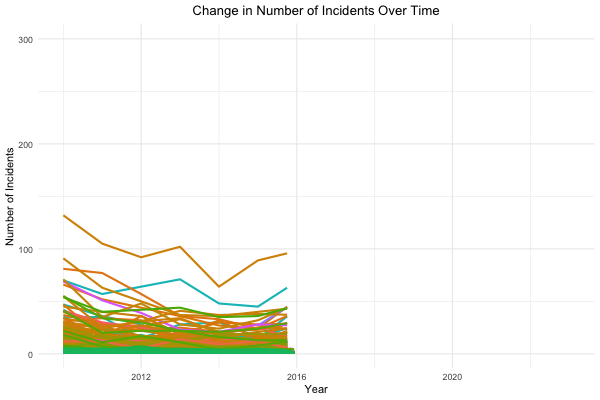 Change in Number of Incidents Over Time
300
200
100
0
Number of Incidents
2012 2016 2020
Year